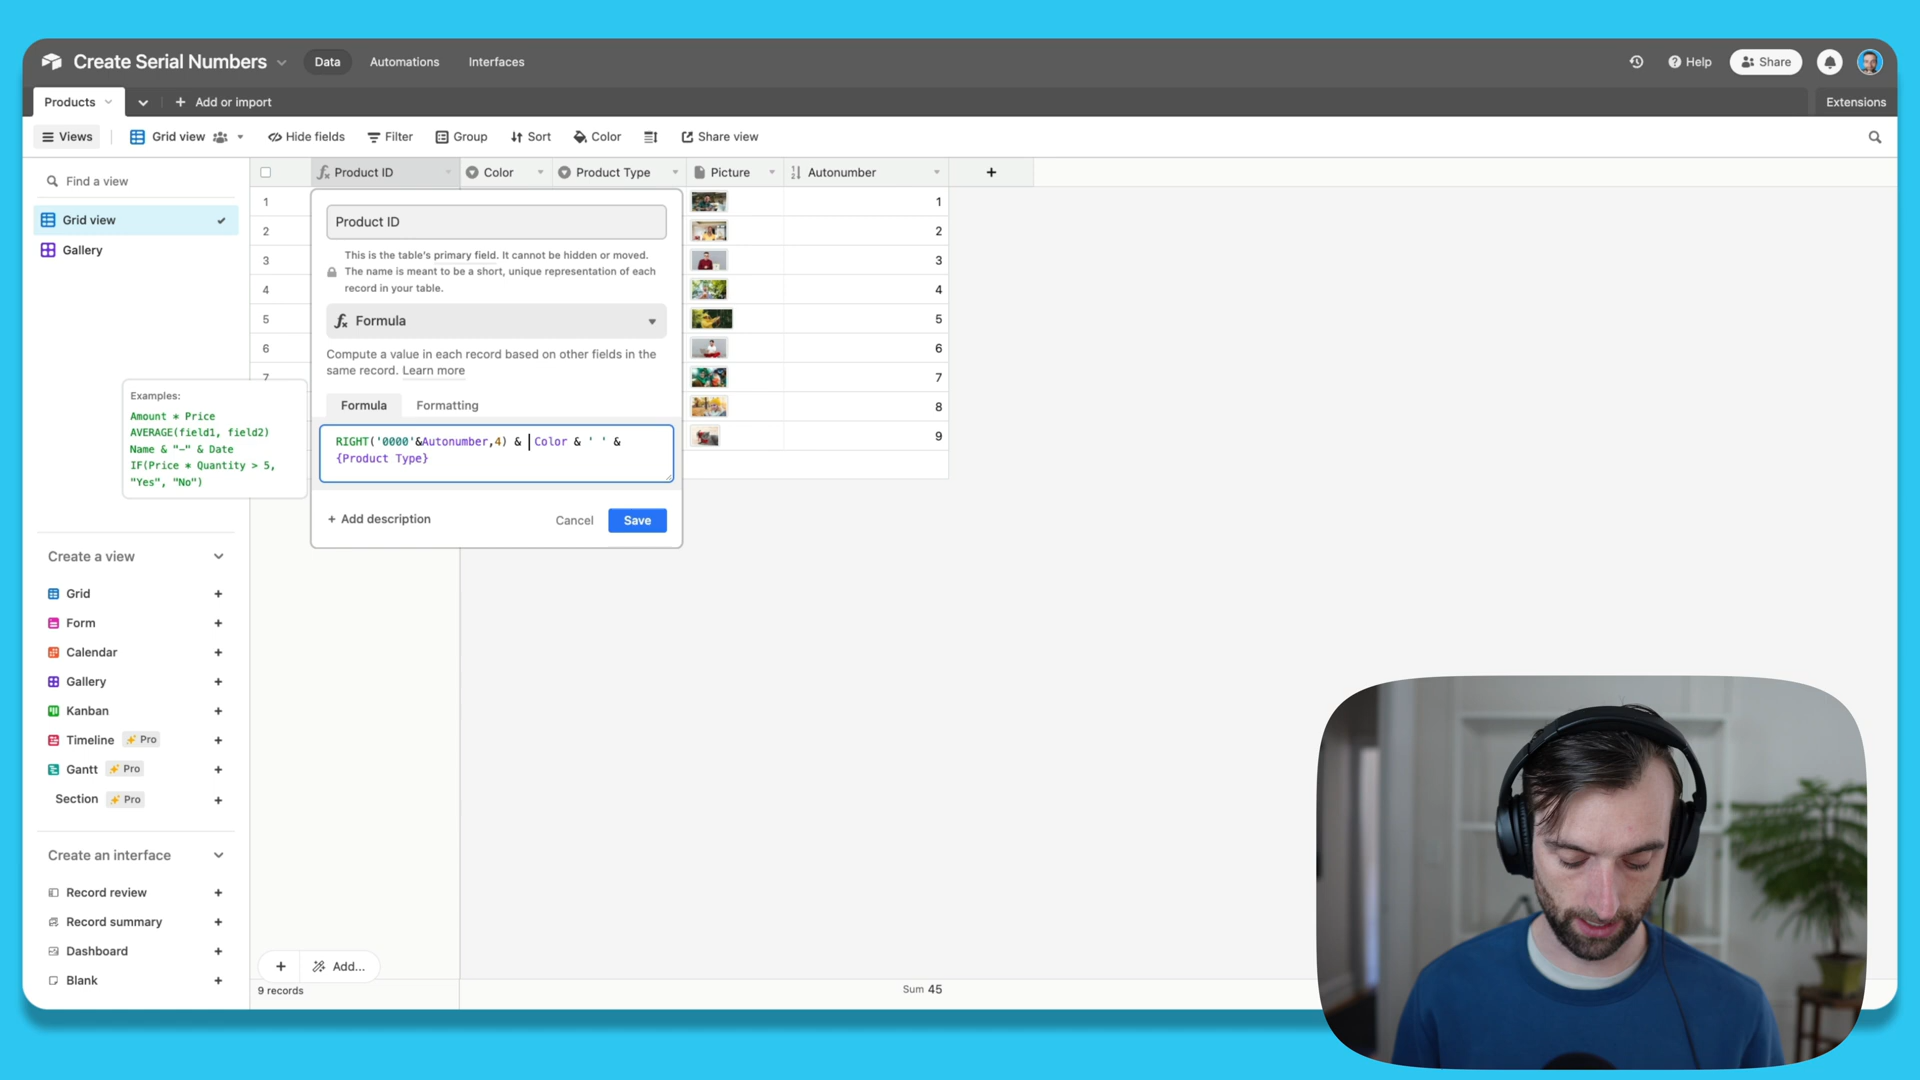 Create Serial Numbers
Data
Automations
Interfaces
Help
Share
Products
+ Add or import
Extensions
Views
Grid view
Hide fields
Filter
Group
Sort
Color
Share view
Find a view
Grid view
Gallery
Product ID
Color
Product Type
Picture
Autonumber
+
1
2
3
4
5
6
7
1
2
3
4
5
6
7
8
9
Product ID
This is the table's primary field. It cannot be hidden or moved.
The name is meant to be a short, unique representation of each
record in your table.
Formula
Compute a value in each record based on other fields in the
same record. Learn more
Formula
Formatting
RIGHT('0000'&Autonumber,4) & Color & ' ' &
{Product Type}
+ Add description
Cancel
Save
Examples:
Amount * Price
AVERAGE(field1, field2)
Name & "-" & Date
IF(Price * Quantity > 5,
"Yes", "No")
Create a view
Grid +
Form +
Calendar +
Gallery +
Kanban +
Timeline Pro +
Gantt Pro +
Section Pro +
Create an interface
Record review +
Record summary +
Dashboard +
Blank +
+ Add...
9 records
Sum 45